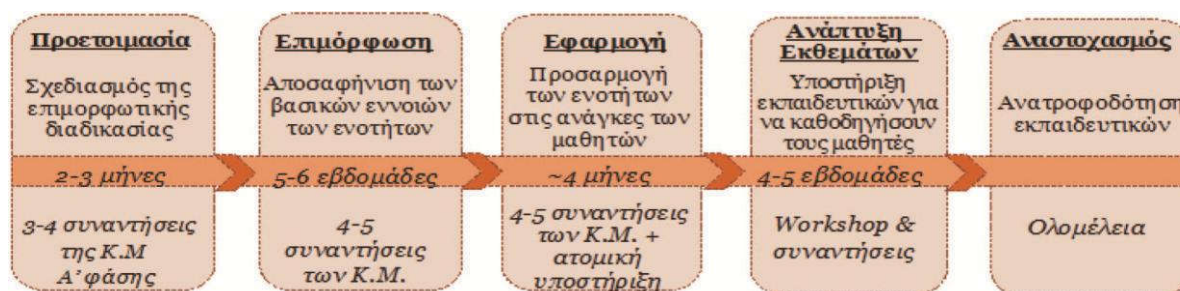 Προετοιμασία
Σχεδιασμός της
επιμορφωτικής
διαδικασίας
2-3 μήνες
3-4 συναντήσεις
της Κ.Μ
Α' φάσης
Επιμόρφωση
Αποσαφήνιση των
βασικών εννοιών
των ενοτήτων
5-6 εβδομάδες
4-5
συναντήσεις
των Κ.Μ.
Εφαρμογή
Προσαρμογή
των ενοτήτων
στις ανάγκες των
μαθητών
~4 μήνες
4-5 συναντήσεις
των Κ.Μ. +
ατομική
υποστήριξη
Ανάπτυξη
Εκθεμάτων
Υποστήριξη
εκπαιδευτικών για
να καθοδηγήσουν
τους μαθητές
4-5 εβδομάδες
Workshop &
συναντήσεις
Αναστοχασμός
Ανατροφοδότηση
εκπαιδευτικών
Ολομέλεια